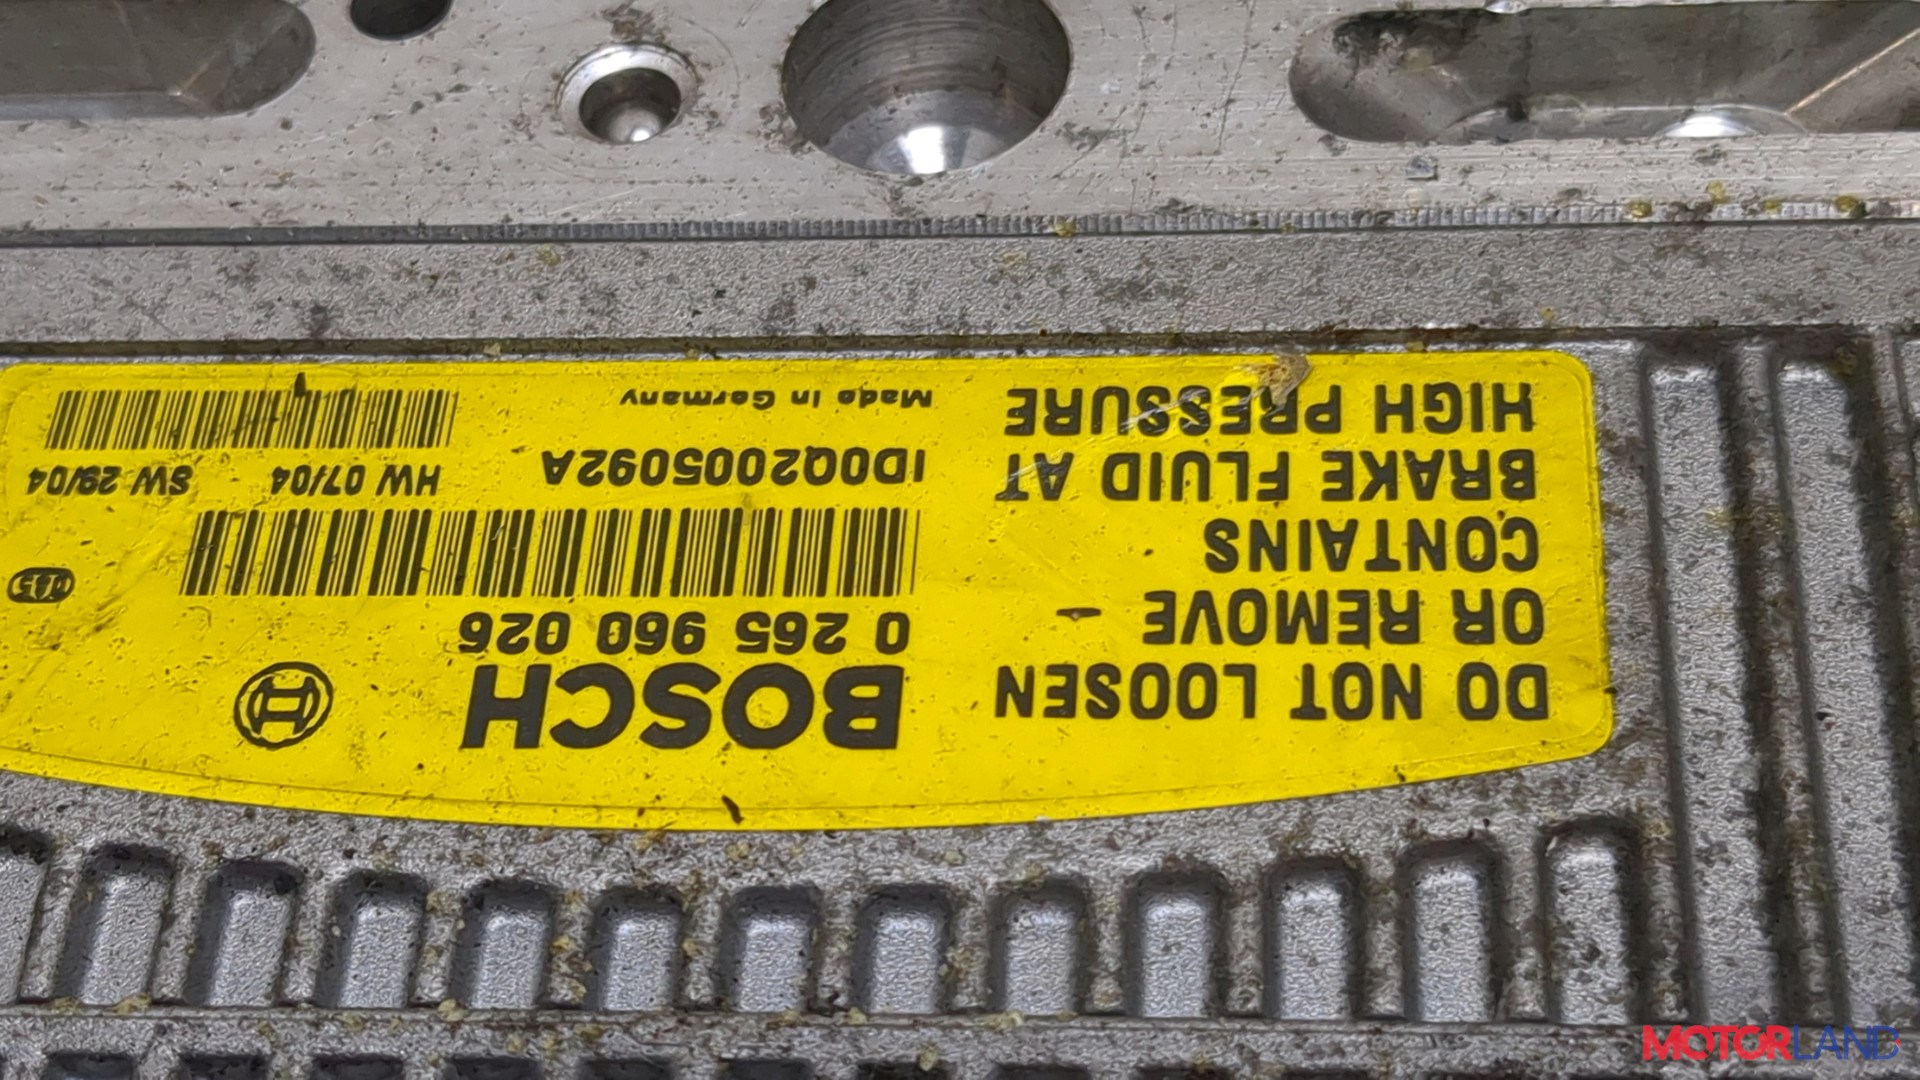 DO NOT LOOSEN
OR REMOVE -
CONTAINS
BRAKE FLUID AT
HIGH PRESSURE
BOSCH
0 265 960 026
ID0Q2005092A
HW 07/04
SW 29/04
Made in Germany
MOTORLAND